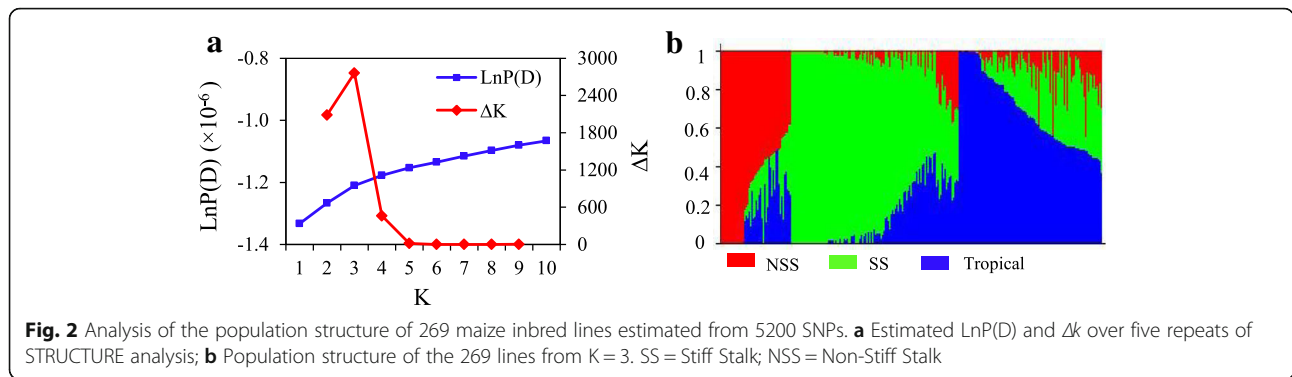 a
b
-0.8
-1.0
-1.2
-1.4
LnP(D) (×10⁻⁶)
LnP(D)
ΔK
3000
2400
1800
1200
600
0
ΔK
1 2 3 4 5 6 7 8 9 10
K
1
0.8
0.6
0.4
0.2
0
NSS SS Tropical
Fig. 2 Analysis of the population structure of 269 maize inbred lines estimated from 5200 SNPs. a Estimated LnP(D) and Δk over five repeats of
STRUCTURE analysis; b Population structure of the 269 lines from K = 3. SS = Stiff Stalk; NSS = Non-Stiff Stalk